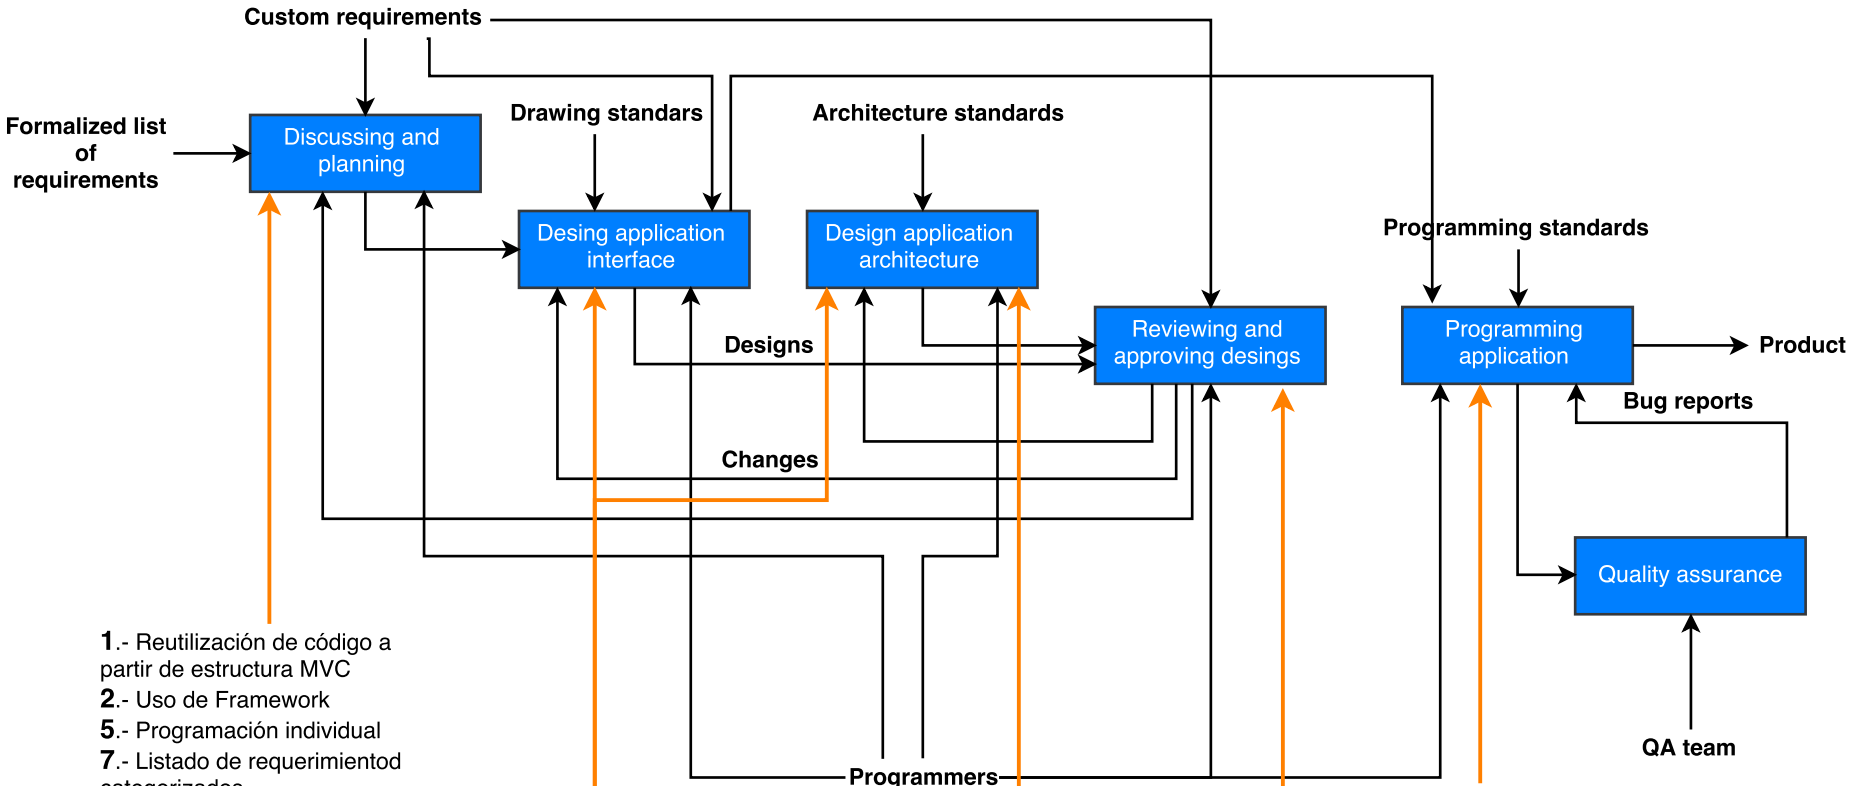 Custom requirements
Formalized list
of
requirements
Discussing and
planning
Drawing standars
Architecture standards
Desing application
interface
Design application
architecture
Programming standards
Designs
Reviewing and
approving desings
Programming
application
Product
Bug reports
Changes
Quality assurance
1.- Reutilización de código a
partir de estructura MVC
2.- Uso de Framework
5.- Programación individual
7.- Listado de requerimientod
categorizados
QA team
Programmers